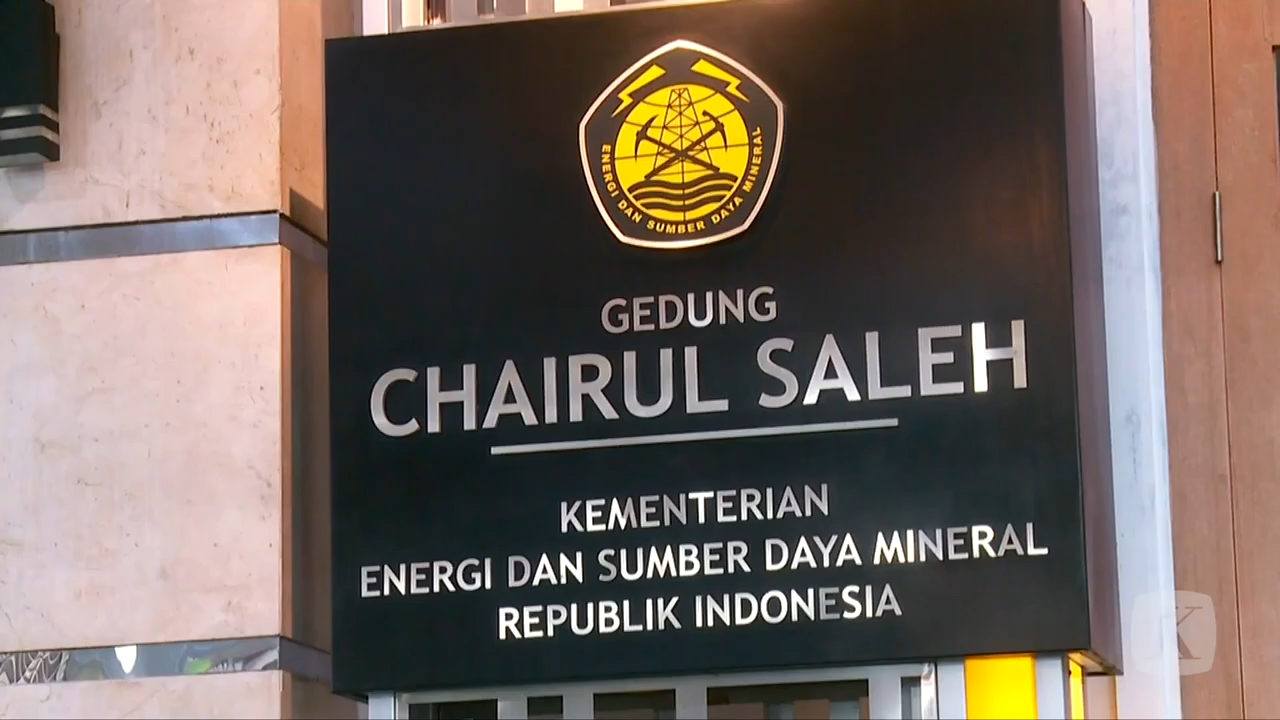 ENERGI DAN SUMBER DAYA MINERAL
GEDUNG
CHAIRUL SALEH
KEMENTERIAN
ENERGI DAN SUMBER DAYA MINERAL
REPUBLIK INDONESIA
K